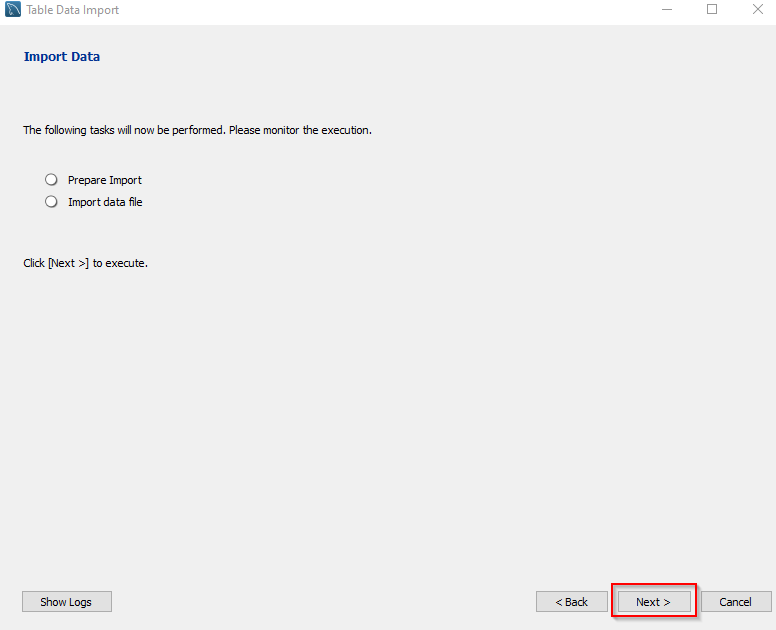 Table Data Import
Import Data
The following tasks will now be performed. Please monitor the execution.
Prepare Import
Import data file
Click [Next >] to execute.
Show Logs
< Back
Next >
Cancel